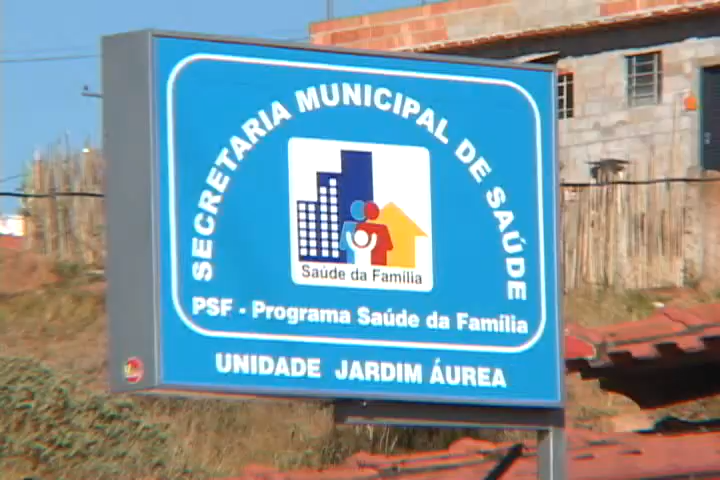 SECRETARIA MUNICIPAL DE SAÚDE
Saúde da Família
PSF - Programa Saúde da Família
UNIDADE JARDIM ÁUREA